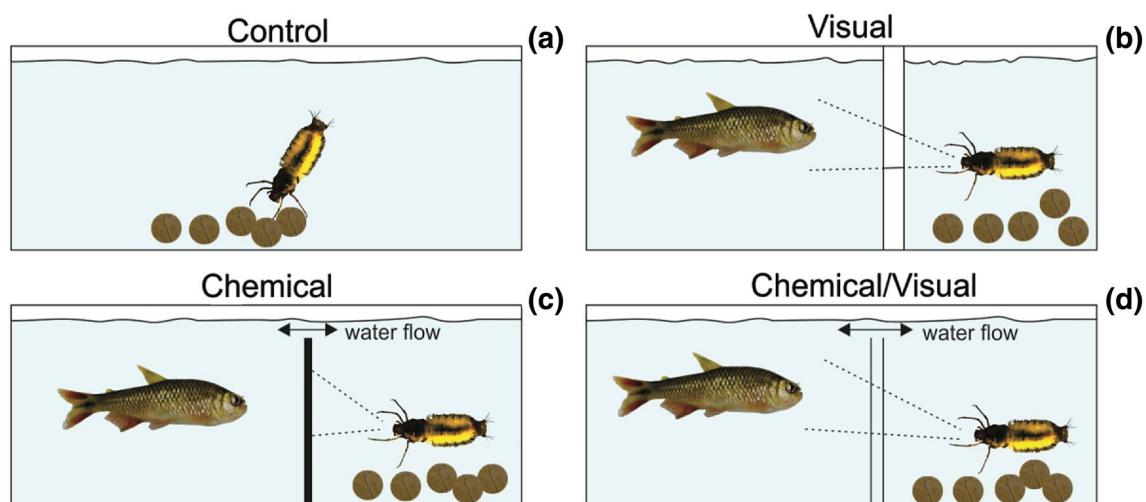 Control
(a)
Visual
(b)
Chemical
(c)
water flow
Chemical/Visual
(d)
water flow